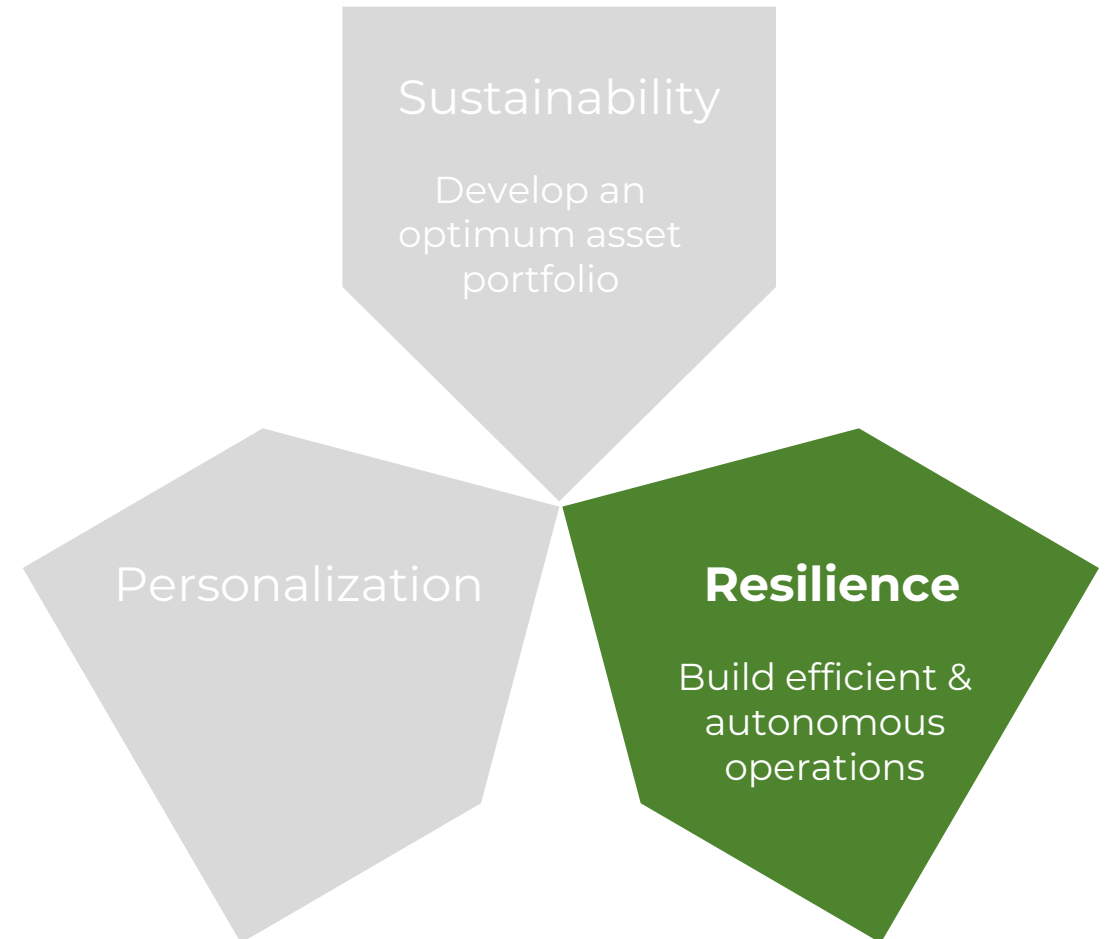 Sustainability
Develop an
optimum asset
portfolio
Personalization
Resilience
Build efficient &
autonomous
operations